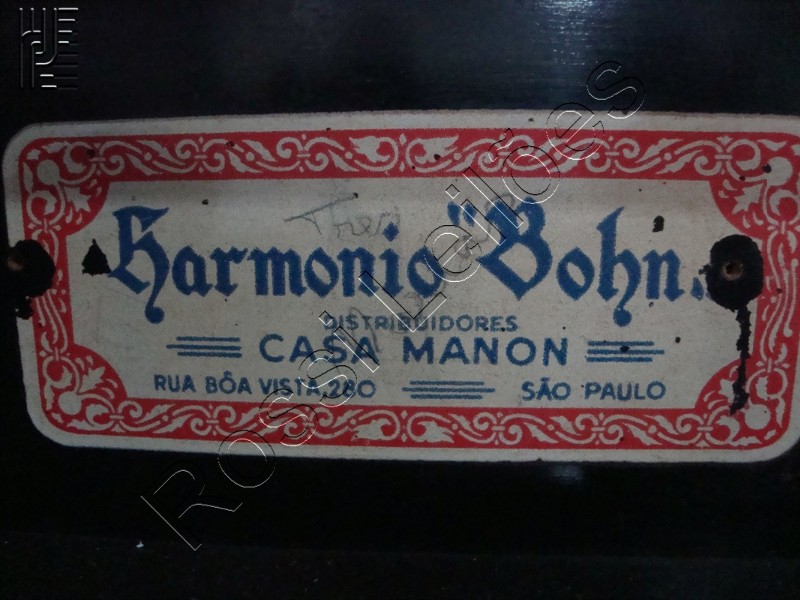 Harmonio "Bohn"
DISTRIBUIDORES
CASA MANON
RUA BÔA VISTA, 280 SÃO PAULO
Rossi Leilões